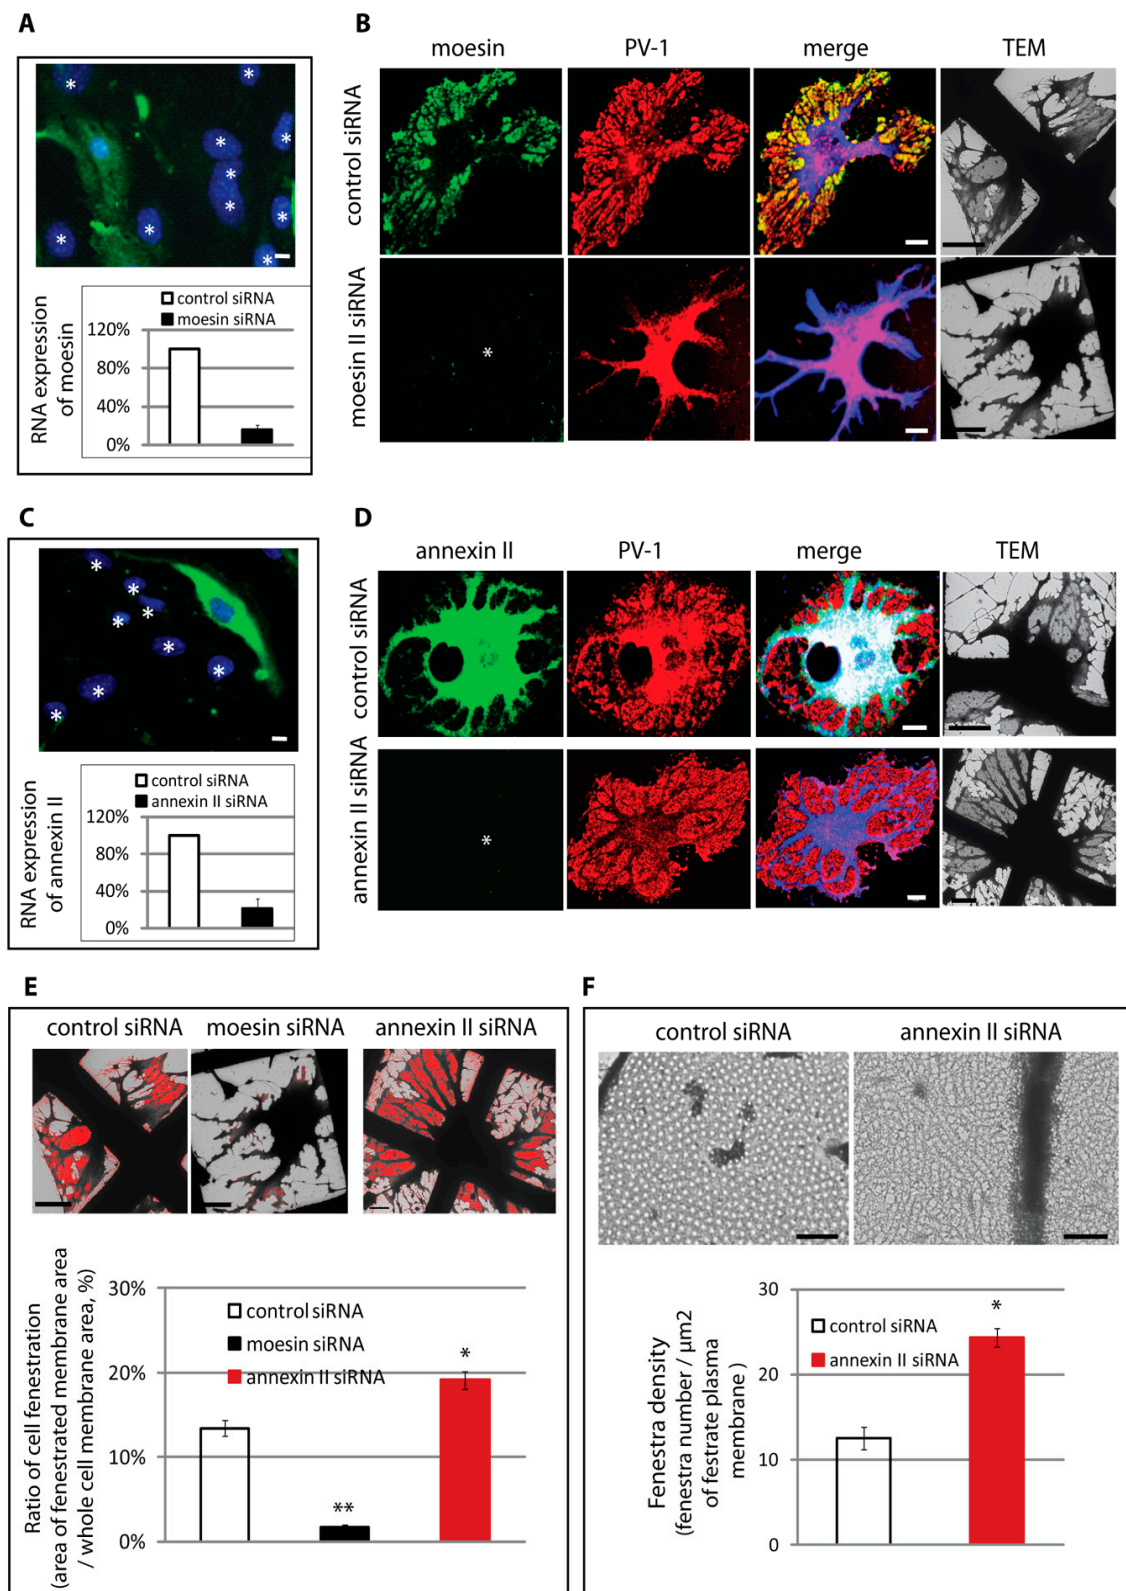 A
*
*
*
*
*
*
*
*
*
*
RNA expression
of moesin
control siRNA
moesin siRNA
120%
80%
40%
0%
B
moesin
PV-1
merge
TEM
control siRNA
moesin II siRNA
*
C
*
*
*
*
*
*
*
*
RNA expression
of annexin II
control siRNA
annexin II siRNA
120%
80%
40%
0%
D
annexin II
PV-1
merge
TEM
control siRNA
annexin II siRNA
*
E
control siRNA
moesin siRNA
annexin II siRNA
Ratio of cell fenestration
(area of fenestrated membrane area
/ whole cell membrane area, %)
30%
20%
10%
0%
control siRNA
moesin siRNA
annexin II siRNA
**
*
F
control siRNA
annexin II siRNA
Fenestra density
(fenestra number / μm2
of festrate plasma
membrane )
30
20
10
0
control siRNA
annexin II siRNA
*